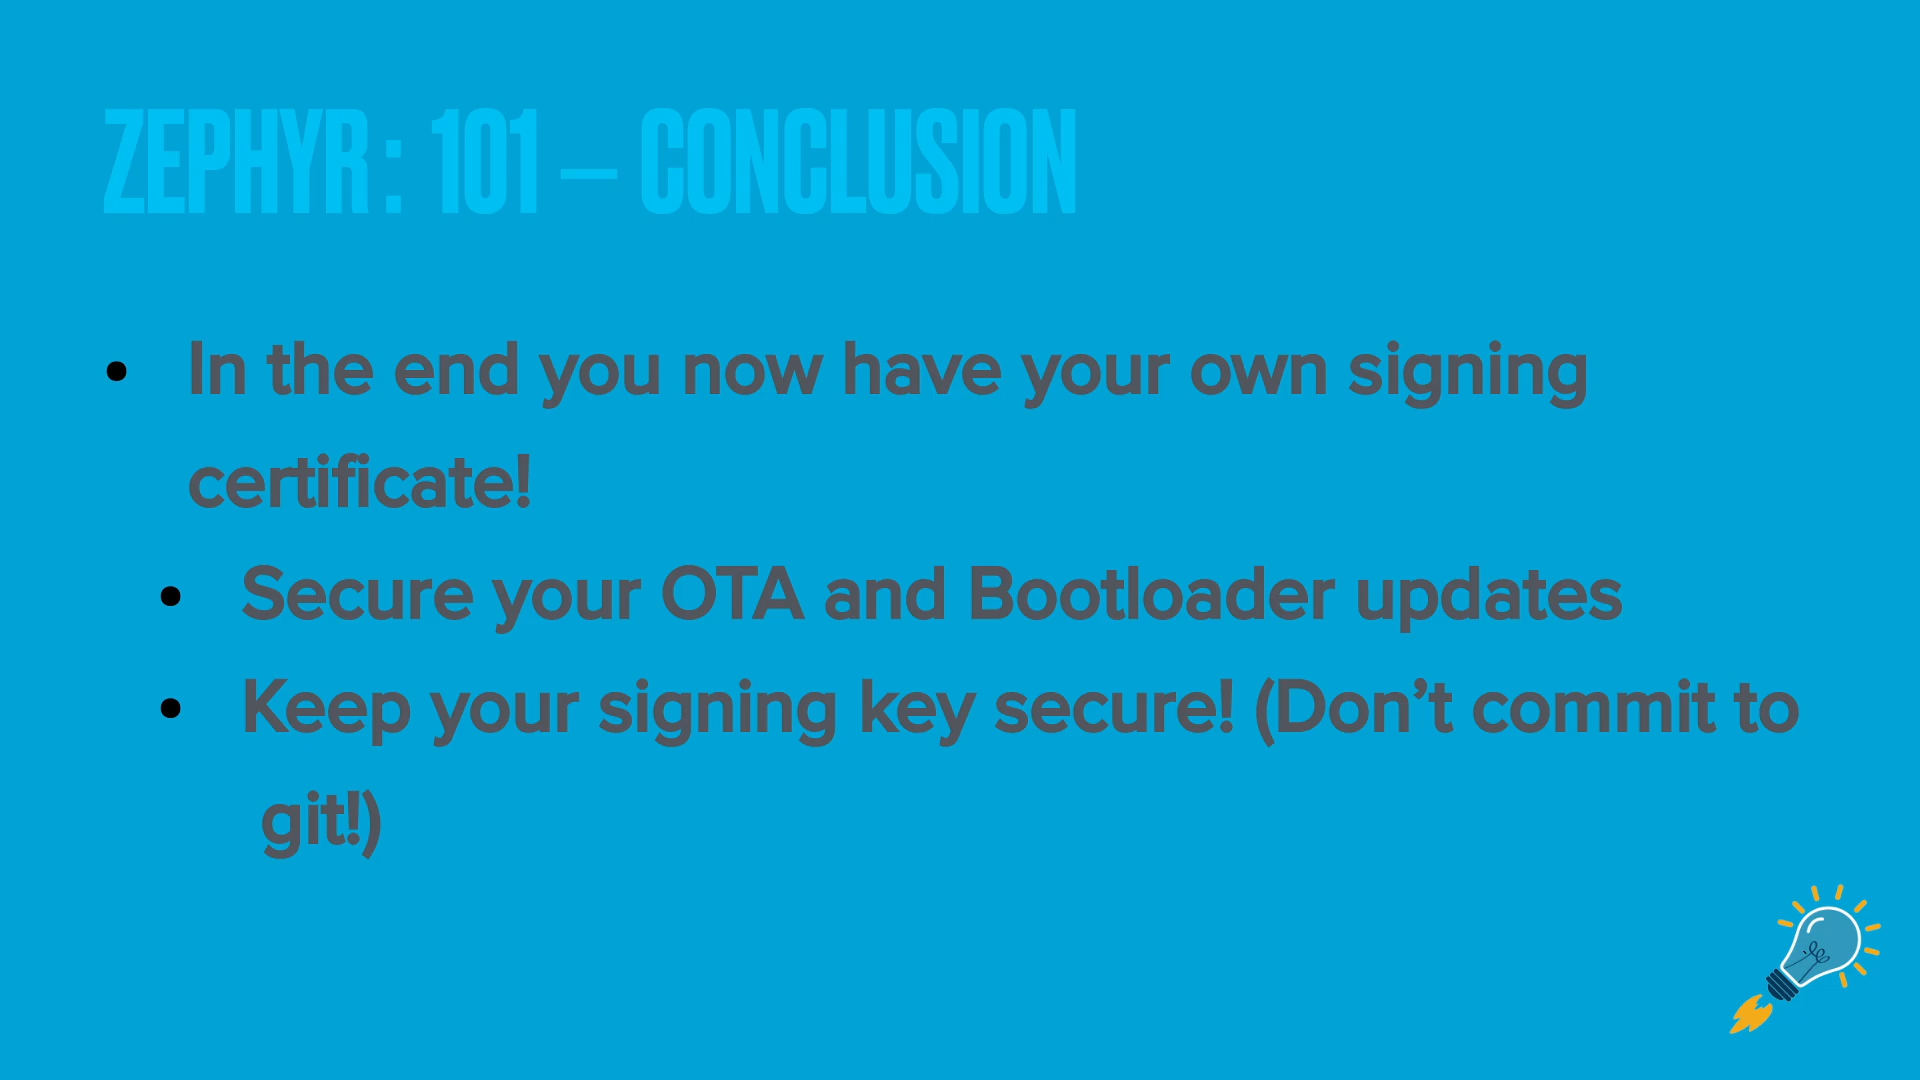 ZEPHYR: 101 – CONCLUSION
• In the end you now have your own signing
certificate!
• Secure your OTA and Bootloader updates
• Keep your signing key secure! (Don’t commit to
git!)